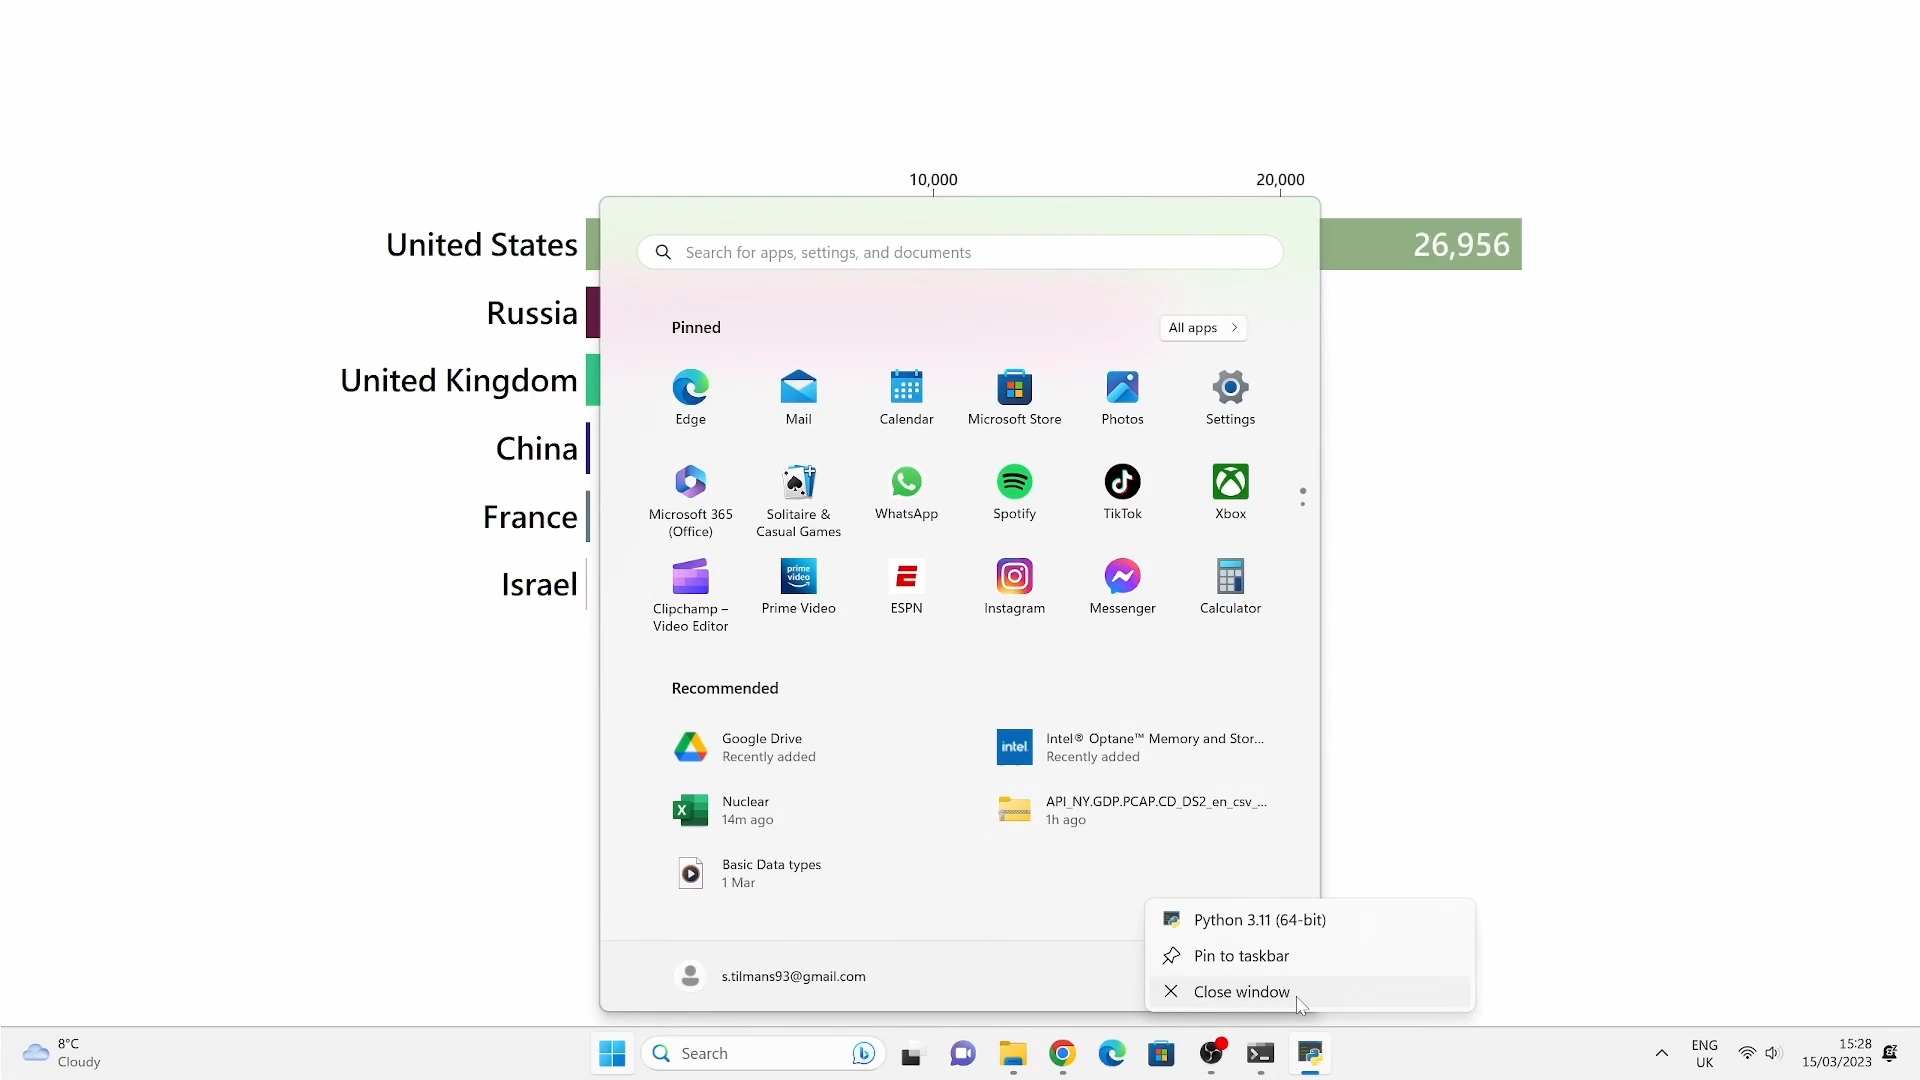 10,000
20,000
United States
26,956
Search for apps, settings, and documents
Russia
Pinned
All apps
United Kingdom
Edge
Mail
Calendar
Microsoft Store
Photos
Settings
China
Microsoft 365
(Office)
Solitaire &
Casual Games
WhatsApp
Spotify
TikTok
Xbox
France
Israel
prime
video
Clipchamp –
Video Editor
Prime Video
ESPN
Instagram
Messenger
Calculator
Recommended
Google Drive
Recently added
intel
Intel® Optane™ Memory and Stor...
Recently added
Nuclear
14m ago
API_NY.GDP.PCAP.CD_DS2_en_csv_...
1h ago
Basic Data types
1 Mar
Python 3.11 (64-bit)
Pin to taskbar
Close window
s.tilmans93@gmail.com
8°C
Cloudy
Search
ENG
UK
15:28
15/03/2023